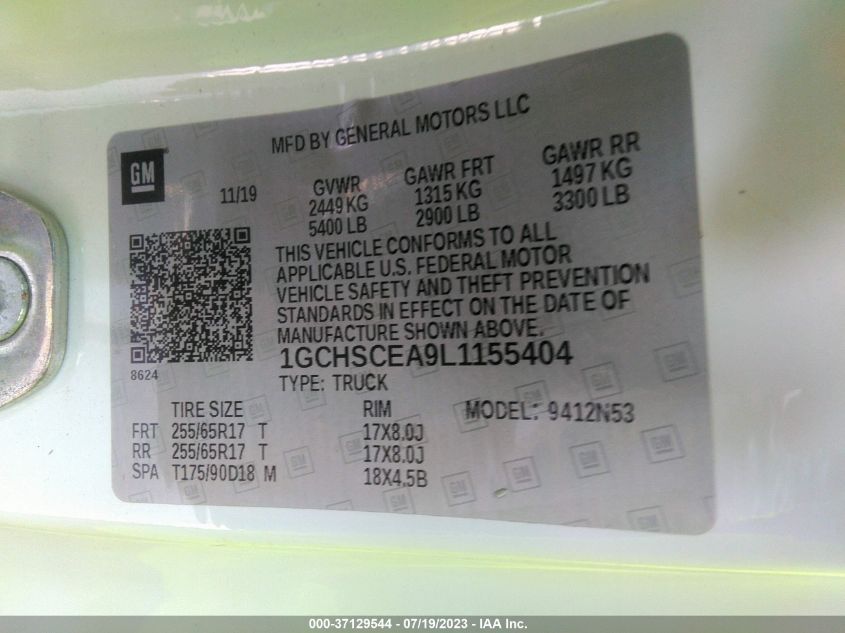 MFD BY GENERAL MOTORS LLC
GM
11/19
GVWR GAWR FRT GAWR RR
2449 KG 1315 KG 1497 KG
5400 LB 2900 LB 3300 LB
THIS VEHICLE CONFORMS TO ALL
APPLICABLE U.S. FEDERAL MOTOR
VEHICLE SAFETY AND THEFT PREVENTION
STANDARDS IN EFFECT ON THE DATE OF
MANUFACTURE SHOWN ABOVE.
8624
1GCHSCEA9L1155404
TYPE: TRUCK
TIRE SIZE RIM MODEL: 9412N53
FRT 255/65R17 T 17X8.0J
RR 255/65R17 T 17X8.0J
SPA T175/90D18 M 18X4.5B
000-37129544 - 07/19/2023 - IAA Inc.